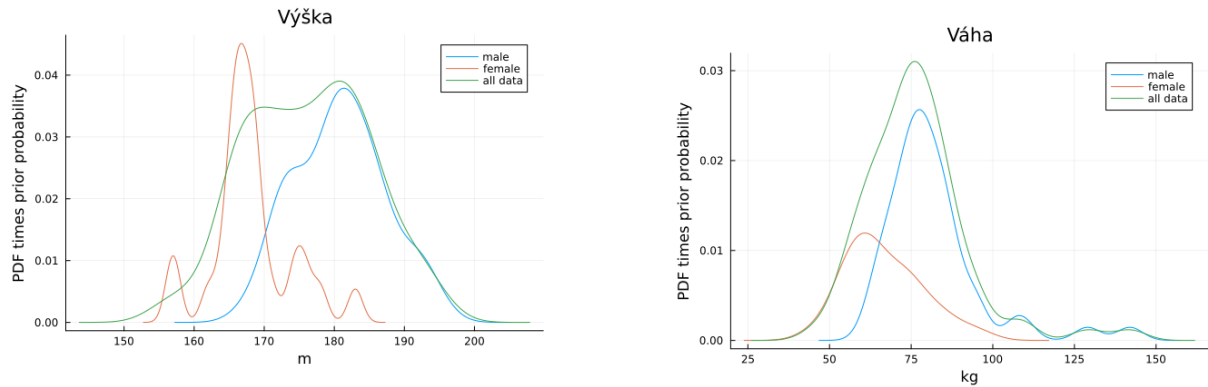 Výška
PDF times prior probability
0.04
0.03
0.02
0.01
0.00
male
female
all data
150 160 170 180 190 200
m
Váha
PDF times prior probability
0.03
0.02
0.01
0.00
male
female
all data
25 50 75 100 125 150
kg